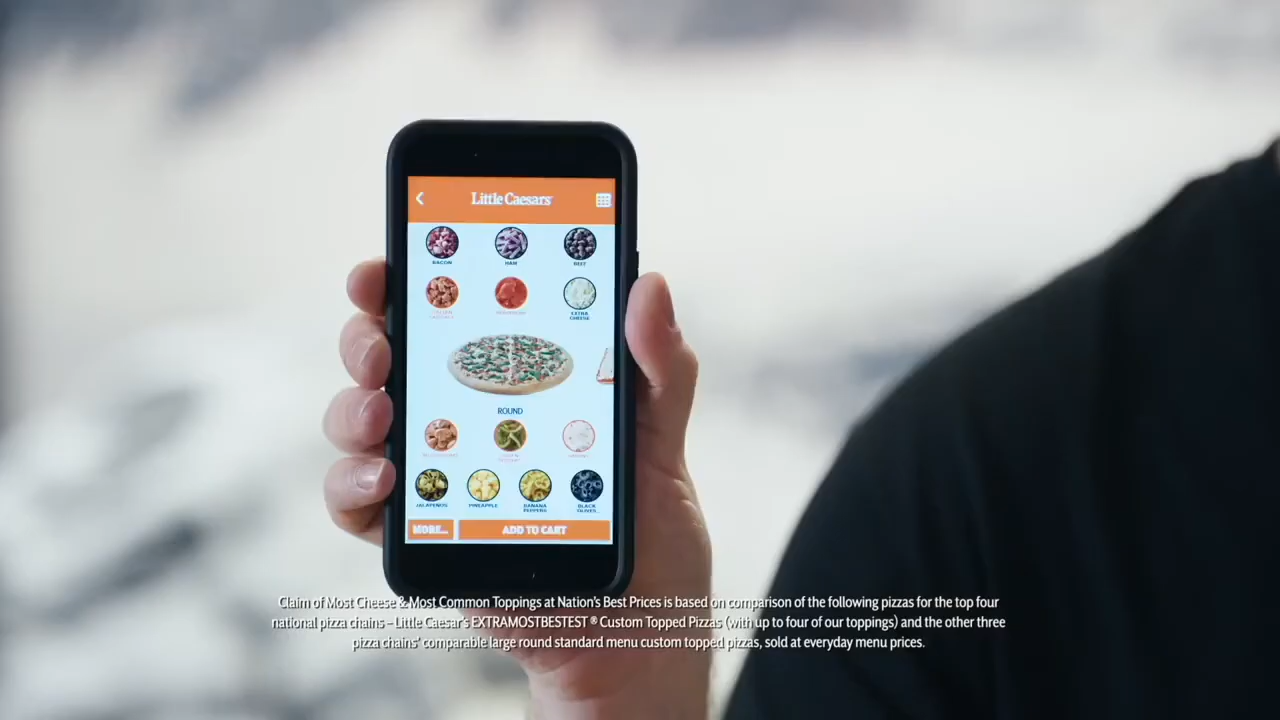 Little Caesars
BACON
HAM
BEEF
EXTRA
CHEESE
ROUND
JALAPENOS
PINEAPPLE
BANANA
PEPPERS
BLACK
OLIVES
MORE...
ADD TO CART
Claim of Most Cheese & Most Common Toppings at Nation's Best Prices is based on comparison of the following pizzas for the top four
national pizza chains – Little Caesar's EXTRAMOSTBESTEST ® Custom Topped Pizzas (with up to four of our toppings) and the other three
pizza chains' comparable large round standard menu custom topped pizzas, sold at everyday menu prices.